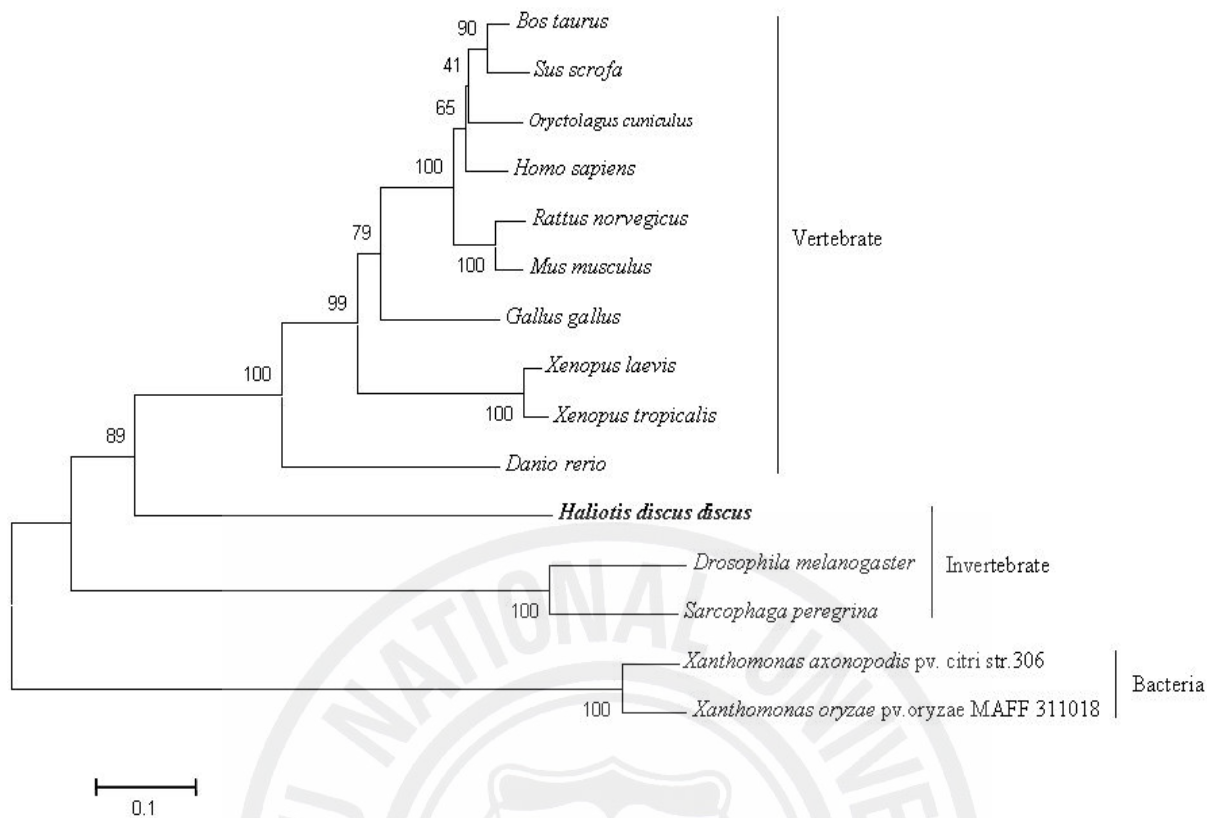 90
Bos taurus
Sus scrofa
41
Oryctolagus cuniculus
65
Homo sapiens
100
Rattus norvegicus
79
100
Mus musculus
Vertebrate
99
Gallus gallus
100
Xenopus laevis
100
Xenopus tropicalis
89
Danio rerio
Haliotis discus discus
Drosophila melanogaster
Invertebrate
100
Sarcophaga peregrina
Xanthomonas axonopodis pv. citri str.306
Bacteria
100
Xanthomonas oryzae pv.oryzae MAFF 311018
0.1
NATIONAL